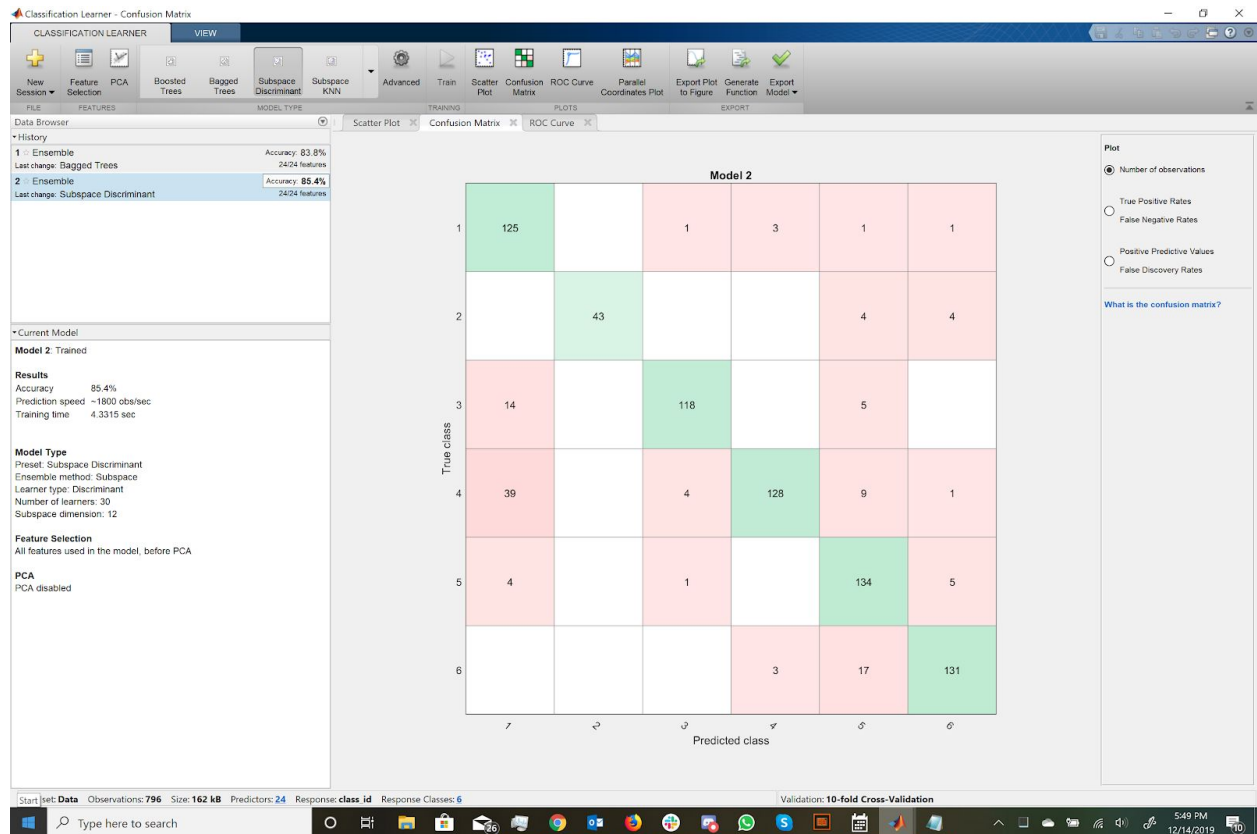 Classification Learner - Confusion Matrix
CLASSIFICATION LEARNER VIEW
New Session Feature Selection PCA Boosted Trees Bagged Trees Subspace Discriminant Subspace KNN Advanced Train Scatter Plot Confusion Matrix ROC Curve Parallel Coordinates Plot Export Plot to Figure Generate Function Export Model
FILE FEATURES MODEL TYPE TRAINING PLOTS EXPORT
Data Browser
Scatter Plot Confusion Matrix ROC Curve
History
1 Ensemble Accuracy: 83.8%
Last change: Bagged Trees 24/24 features
2 Ensemble Accuracy: 85.4%
Last change: Subspace Discriminant 24/24 features
Current Model
Model 2: Trained
Results
Accuracy 85.4%
Prediction speed ~1800 obs/sec
Training time 4.3315 sec
Model Type
Preset: Subspace Discriminant
Ensemble method: Subspace
Learner type: Discriminant
Number of learners: 30
Subspace dimension: 12
Feature Selection
All features used in the model, before PCA
PCA
PCA disabled
Model 2
True class
1 125 1 3 1 1
2 43 4 4
3 14 118 5
4 39 4 128 9 1
5 4 1 134 5
6 3 17 131
1 2 3 4 5 6
Predicted class
Plot
Number of observations
True Positive Rates
False Negative Rates
Positive Predictive Values
False Discovery Rates
What is the confusion matrix?
Start set: Data Observations: 796 Size: 162 kB Predictors: 24 Response: class_id Response Classes: 6 Validation: 10-fold Cross-Validation
Type here to search
26
5:49 PM
12/14/2019
10